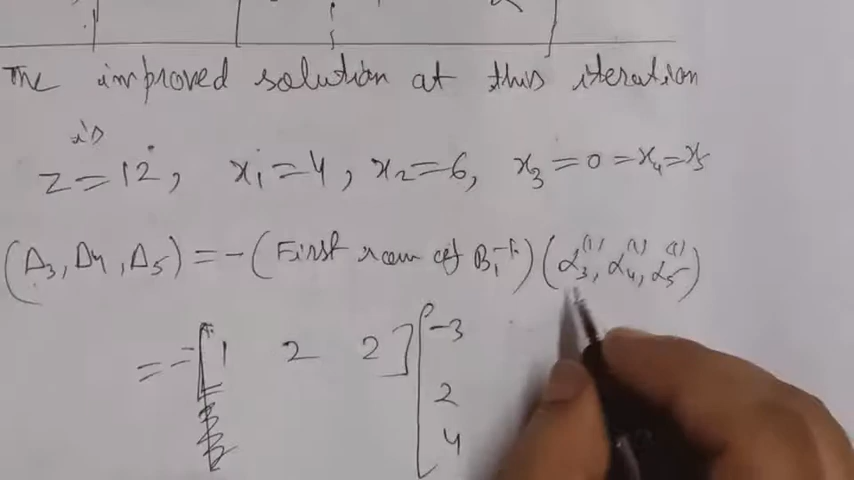 The improved solution at this iteration
is
z = 12, x₁ = 4, x₂ = 6, x₃ = 0 = x₄ = x₅
(Δ₃, Δ₄, Δ₅) = -(First row of B₁⁻¹)(α₃⁽¹⁾, α₄⁽¹⁾, α₅⁽¹⁾)
= -[1 2 2][-3
2
4